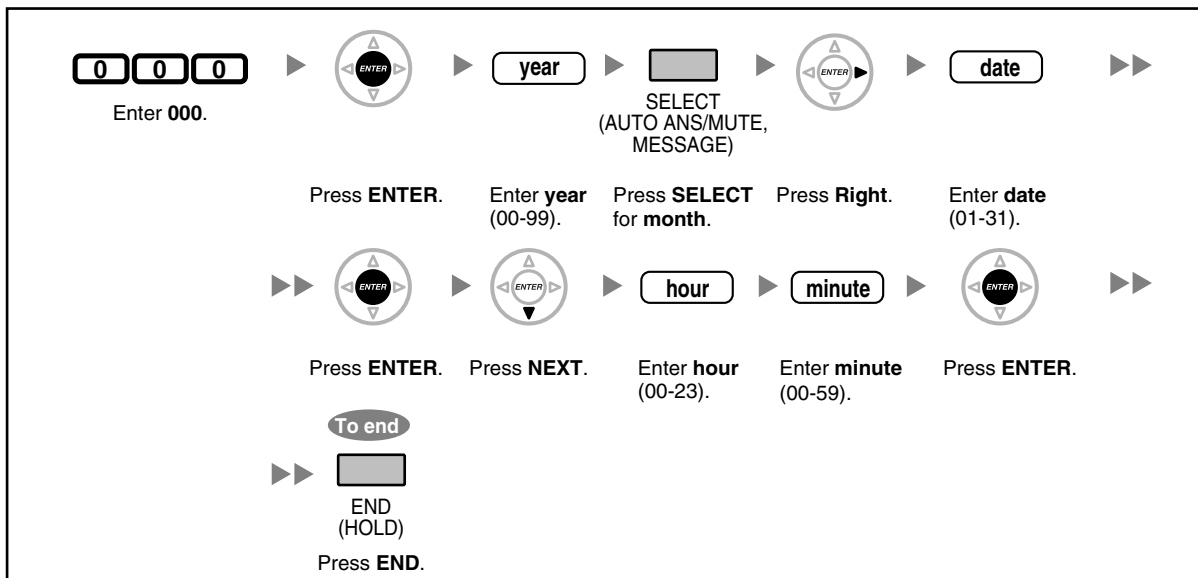 0 0 0 ENTER year ENTER date
Enter 000. SELECT
(AUTO ANS/MUTE,
MESSAGE)
Press ENTER. Enter year Press SELECT Press Right. Enter date
(00-99). for month. (01-31).
ENTER ENTER hour minute ENTER
Press ENTER. Press NEXT. Enter hour Enter minute Press ENTER.
(00-23). (00-59).
To end
END
(HOLD)
Press END.